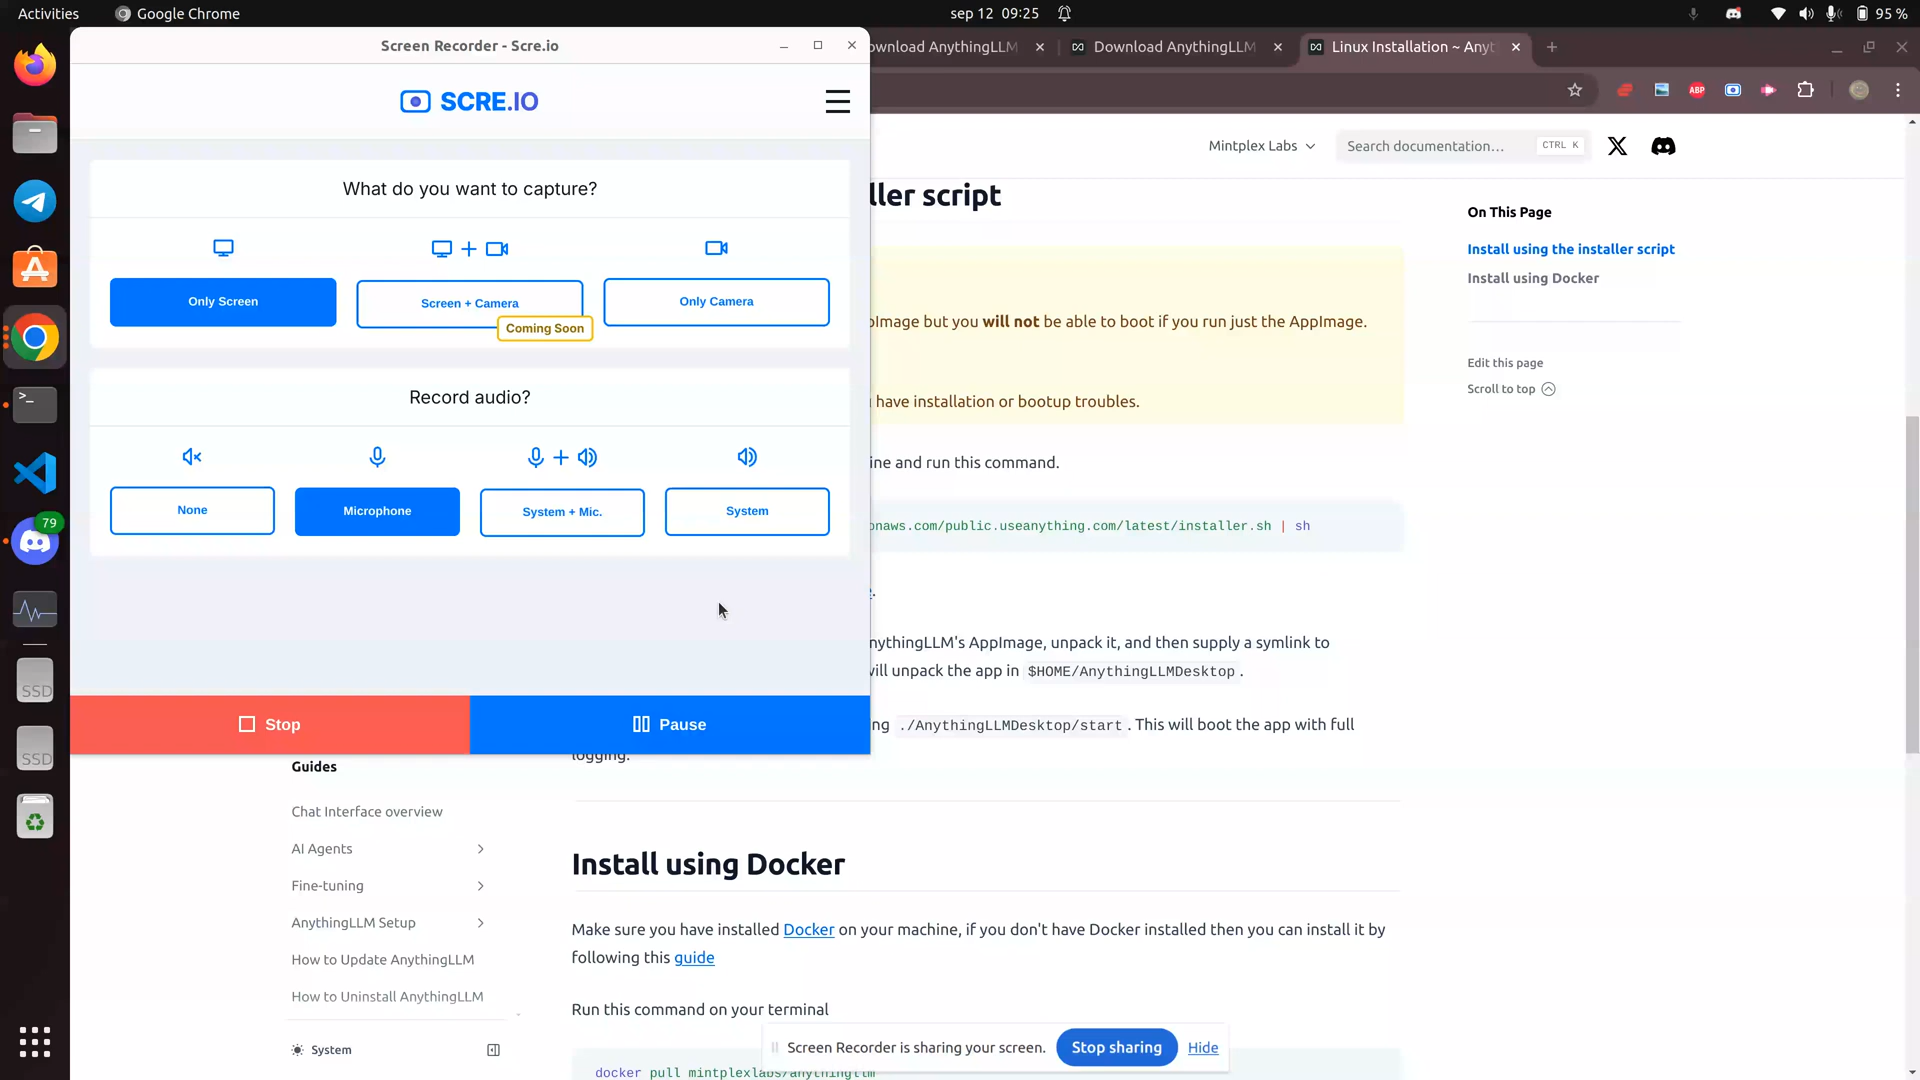 Activities
Google Chrome
sep 12 09:25
95 %
Screen Recorder - Scre.io
ownload AnythingLLM
Download AnythingLLM
Linux Installation ~ Anyt
SCRE.IO
ABP
What do you want to capture?
Only Screen
Screen + Camera
Coming Soon
Only Camera
Record audio?
None
Microphone
System + Mic.
System
Stop
Pause
79
SSD
SSD
Mintplex Labs
Search documentation...
CTRL K
ller script
pImage but you will not be able to boot if you run just the AppImage.
have installation or bootup troubles.
ine and run this command.
onaws.com/public.useanything.com/latest/installer.sh | sh
nythingLLM's AppImage, unpack it, and then supply a symlink to
will unpack the app in $HOME/AnythingLLMDesktop.
ng ./AnythingLLMDesktop/start. This will boot the app with full
logging.
On This Page
Install using the installer script
Install using Docker
Edit this page
Scroll to top
Guides
Chat Interface overview
AI Agents
Fine-tuning
AnythingLLM Setup
How to Update AnythingLLM
How to Uninstall AnythingLLM
System
Install using Docker
Make sure you have installed Docker on your machine, if you don't have Docker installed then you can install it by
following this guide
Run this command on your terminal
docker pull mintplexlabs/anythingllm
Screen Recorder is sharing your screen.
Stop sharing
Hide